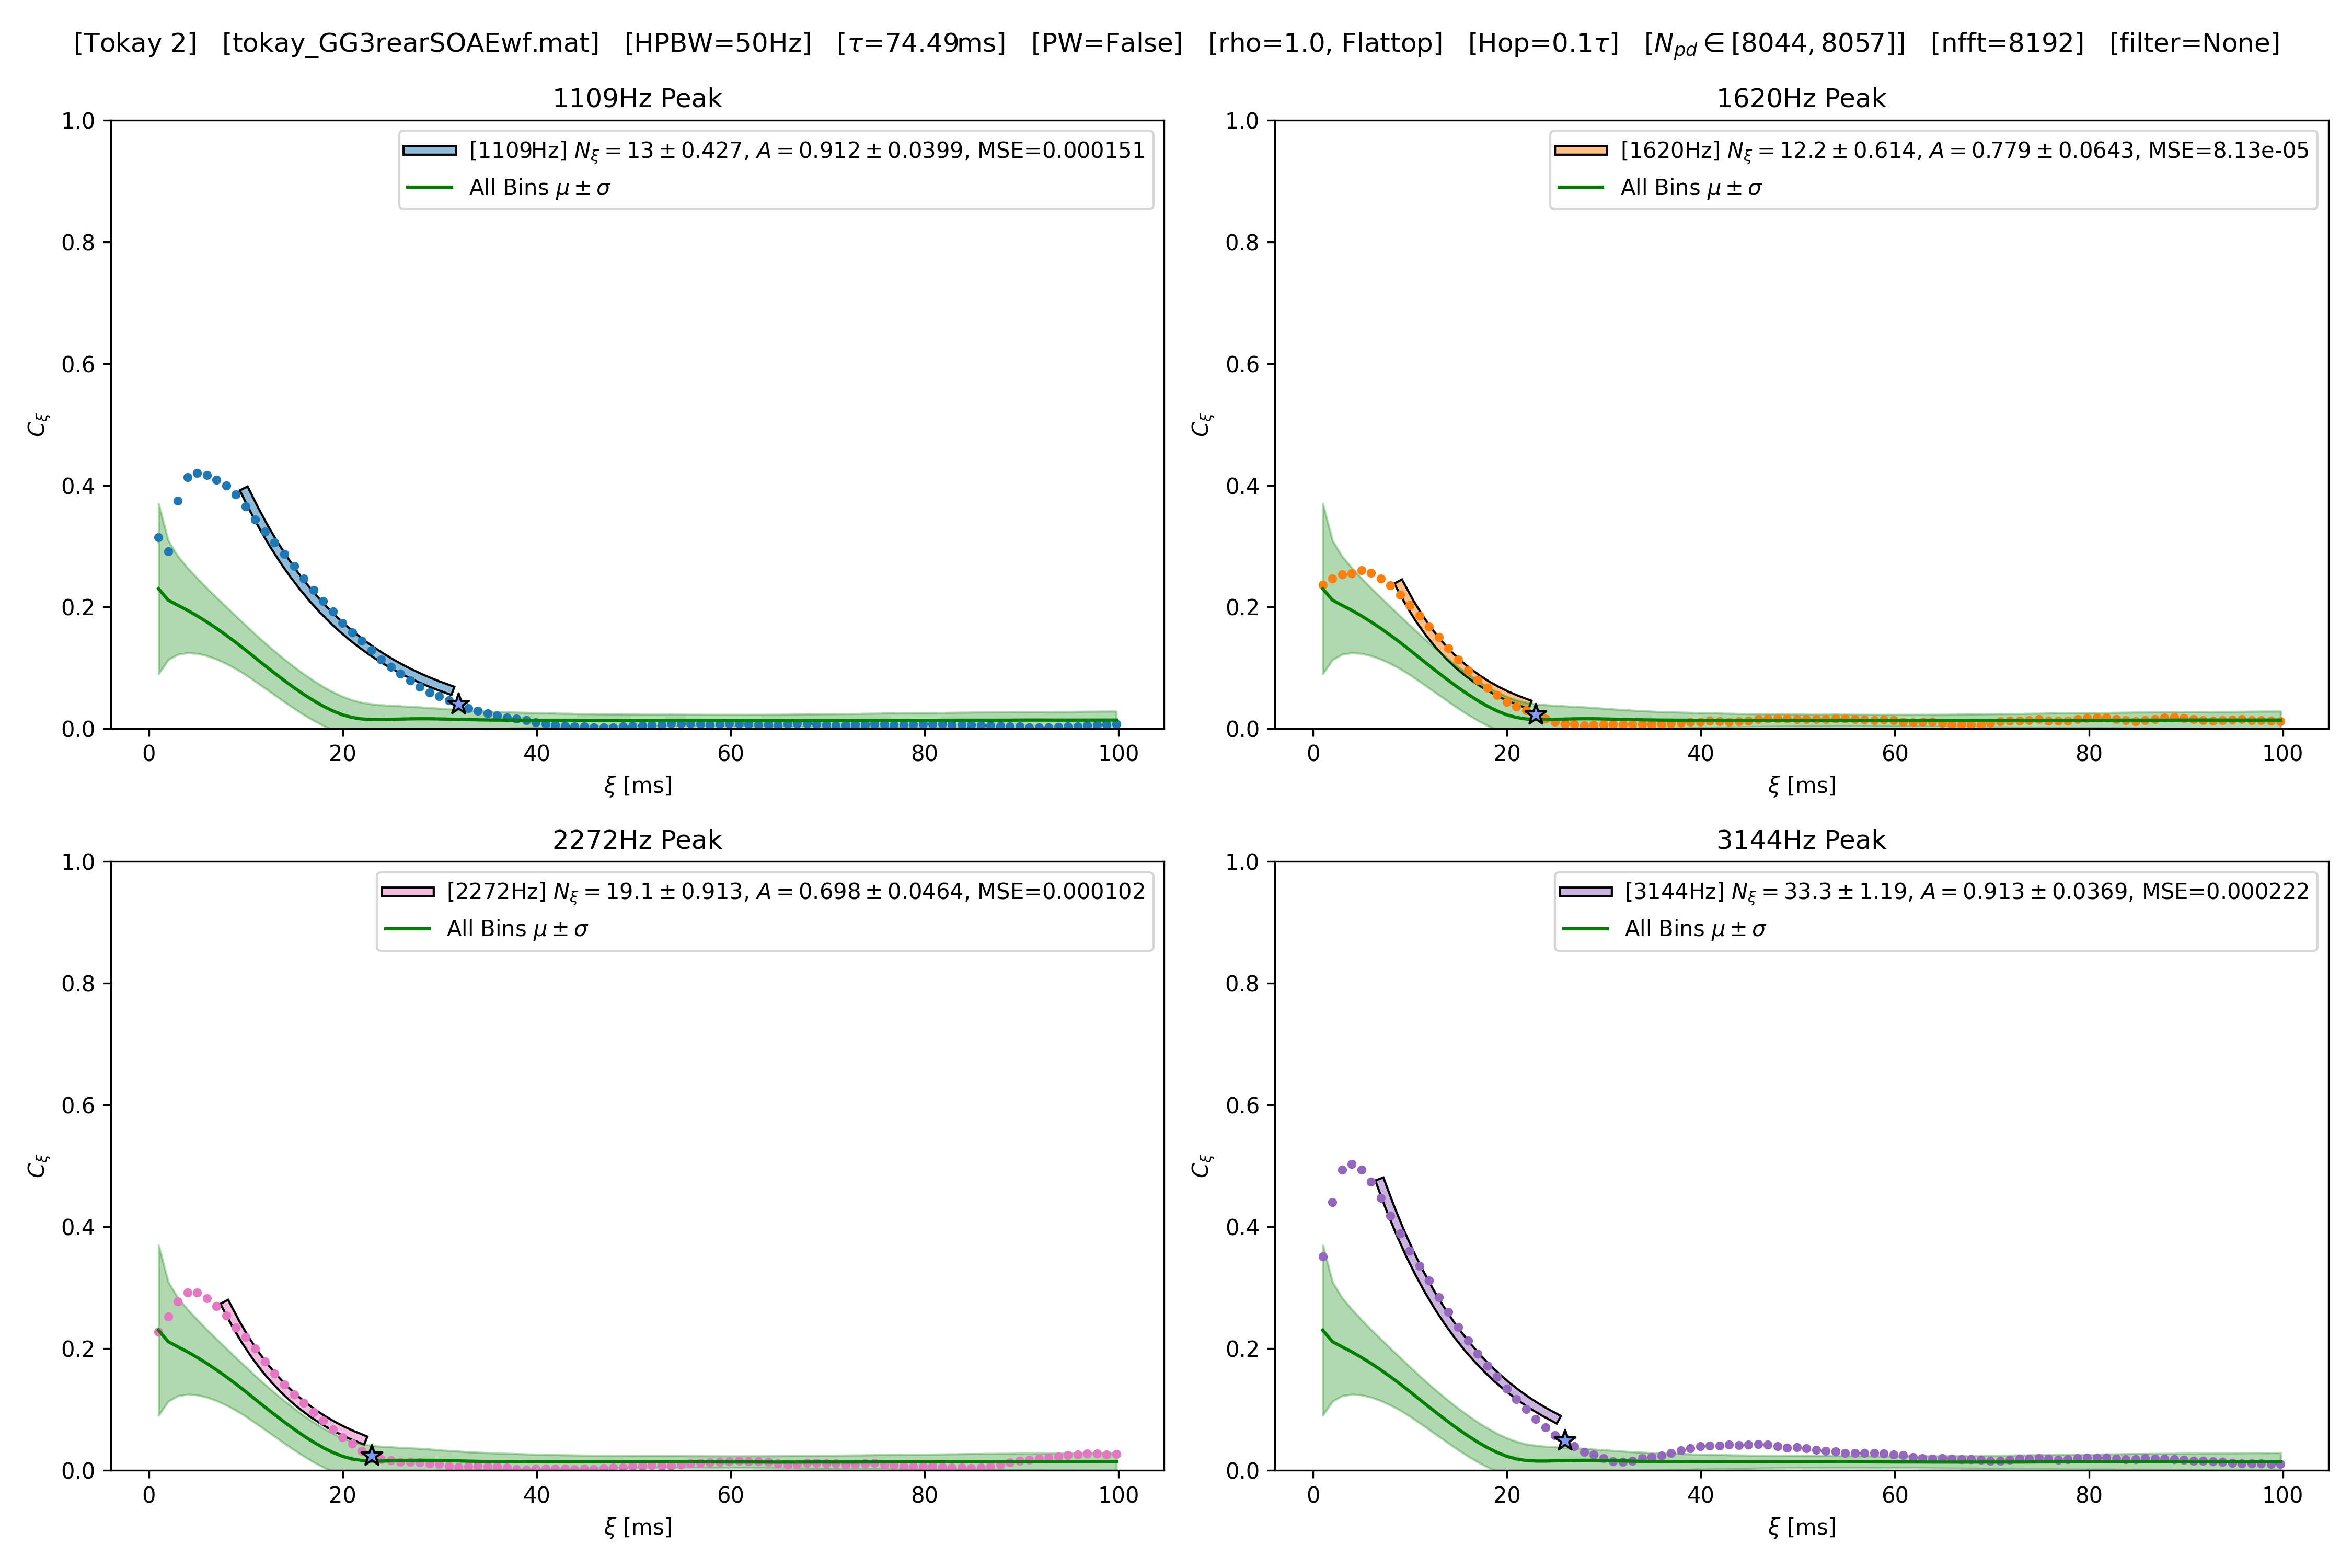 [Tokay 2] [tokay_GG3rearSOAEwf.mat] [HPBW=50Hz] [τ=74.49ms] [PW=False] [rho=1.0, Flattop] [Hop=0.1τ] [N_pd ∈ [8044, 8057]] [nfft=8192] [filter=None]
1109Hz Peak
[1109Hz] N_ξ = 13 ± 0.427, A = 0.912 ± 0.0399, MSE=0.000151
All Bins μ ± σ
1.0
0.8
0.6
0.4
0.2
0.0
C_ξ
0 20 40 60 80 100
ξ [ms]
1620Hz Peak
[1620Hz] N_ξ = 12.2 ± 0.614, A = 0.779 ± 0.0643, MSE=8.13e-05
All Bins μ ± σ
1.0
0.8
0.6
0.4
0.2
0.0
C_ξ
0 20 40 60 80 100
ξ [ms]
2272Hz Peak
[2272Hz] N_ξ = 19.1 ± 0.913, A = 0.698 ± 0.0464, MSE=0.000102
All Bins μ ± σ
1.0
0.8
0.6
0.4
0.2
0.0
C_ξ
0 20 40 60 80 100
ξ [ms]
3144Hz Peak
[3144Hz] N_ξ = 33.3 ± 1.19, A = 0.913 ± 0.0369, MSE=0.000222
All Bins μ ± σ
1.0
0.8
0.6
0.4
0.2
0.0
C_ξ
0 20 40 60 80 100
ξ [ms]